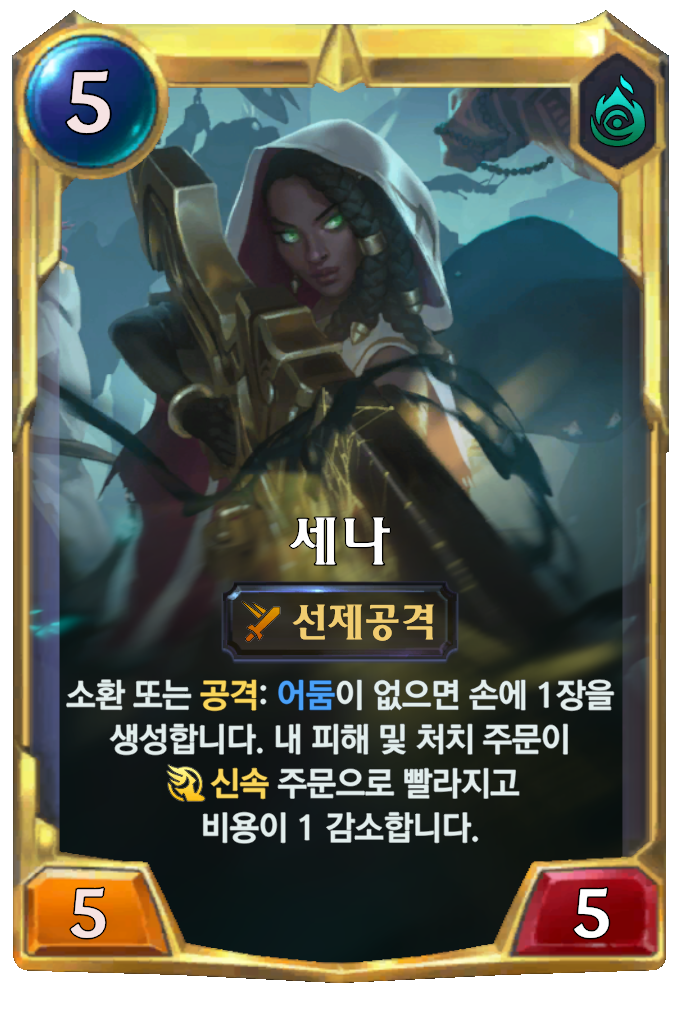 5
세나
선제공격
소환 또는 공격: 어둠이 없으면 손에 1장을
생성합니다. 내 피해 및 처치 주문이
신속 주문으로 빨라지고
비용이 1 감소합니다.
5
5